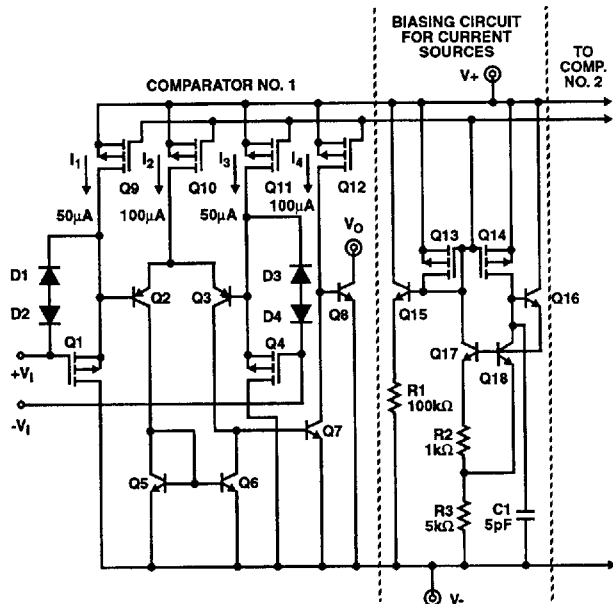 BIASING CIRCUIT
FOR CURRENT
SOURCES
TO
COMP.
NO. 2
COMPARATOR NO. 1
V+
I1
I2
I3
I4
Q9
Q10
Q11
Q12
50μA
100μA
50μA
100μA
VO
Q13
Q14
D1
D2
Q2
Q3
D3
D4
Q8
Q15
Q16
Q1
Q4
Q17
Q18
+VI
-VI
R1
100kΩ
R2
1kΩ
Q7
Q5
Q6
R3
5kΩ
C1
5pF
V-